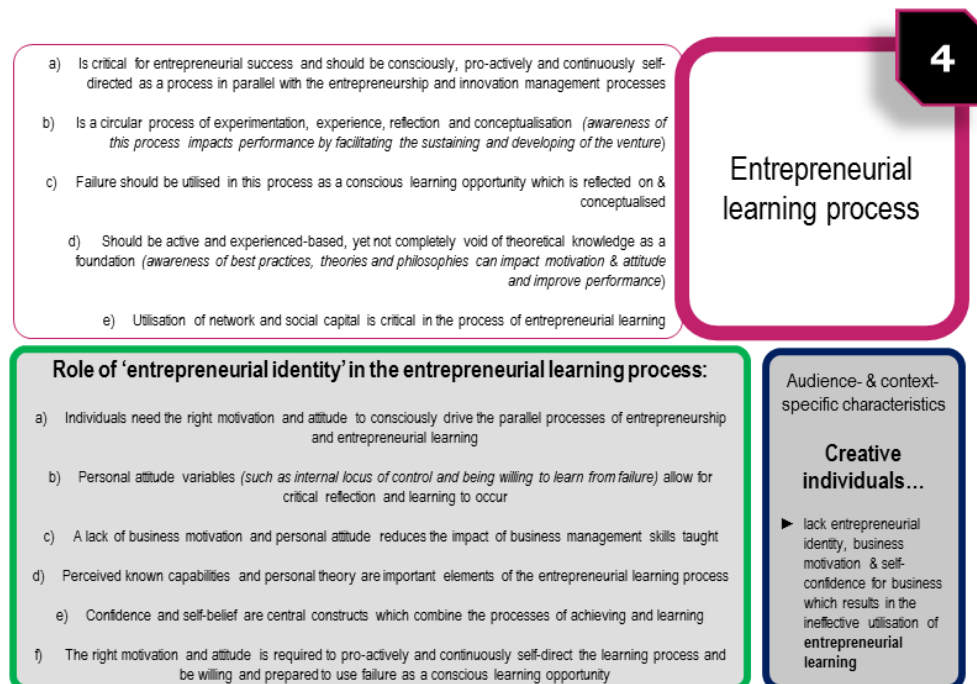 4
Entrepreneurial
learning process
a) Is critical for entrepreneurial success and should be consciously, pro-actively and continuously self-
directed as a process in parallel with the entrepreneurship and innovation management processes
b) Is a circular process of experimentation, experience, reflection and conceptualisation (awareness of
this process impacts performance by facilitating the sustaining and developing of the venture)
c) Failure should be utilised in this process as a conscious learning opportunity which is reflected on &
conceptualised
d) Should be active and experienced-based, yet not completely void of theoretical knowledge as a
foundation (awareness of best practices, theories and philosophies can impact motivation & attitude
and improve performance)
e) Utilisation of network and social capital is critical in the process of entrepreneurial learning
Role of ‘entrepreneurial identity’ in the entrepreneurial learning process:
a) Individuals need the right motivation and attitude to consciously drive the parallel processes of entrepreneurship
and entrepreneurial learning
b) Personal attitude variables (such as internal locus of control and being willing to learn from failure) allow for
critical reflection and learning to occur
c) A lack of business motivation and personal attitude reduces the impact of business management skills taught
d) Perceived known capabilities and personal theory are important elements of the entrepreneurial learning process
e) Confidence and self-belief are central constructs which combine the processes of achieving and learning
f) The right motivation and attitude is required to pro-actively and continuously self-direct the learning process and
be willing and prepared to use failure as a conscious learning opportunity
Audience- & context-
specific characteristics
Creative
individuals…
► lack entrepreneurial
identity, business
motivation & self-
confidence for business
which results in the
ineffective utilisation of
entrepreneurial
learning